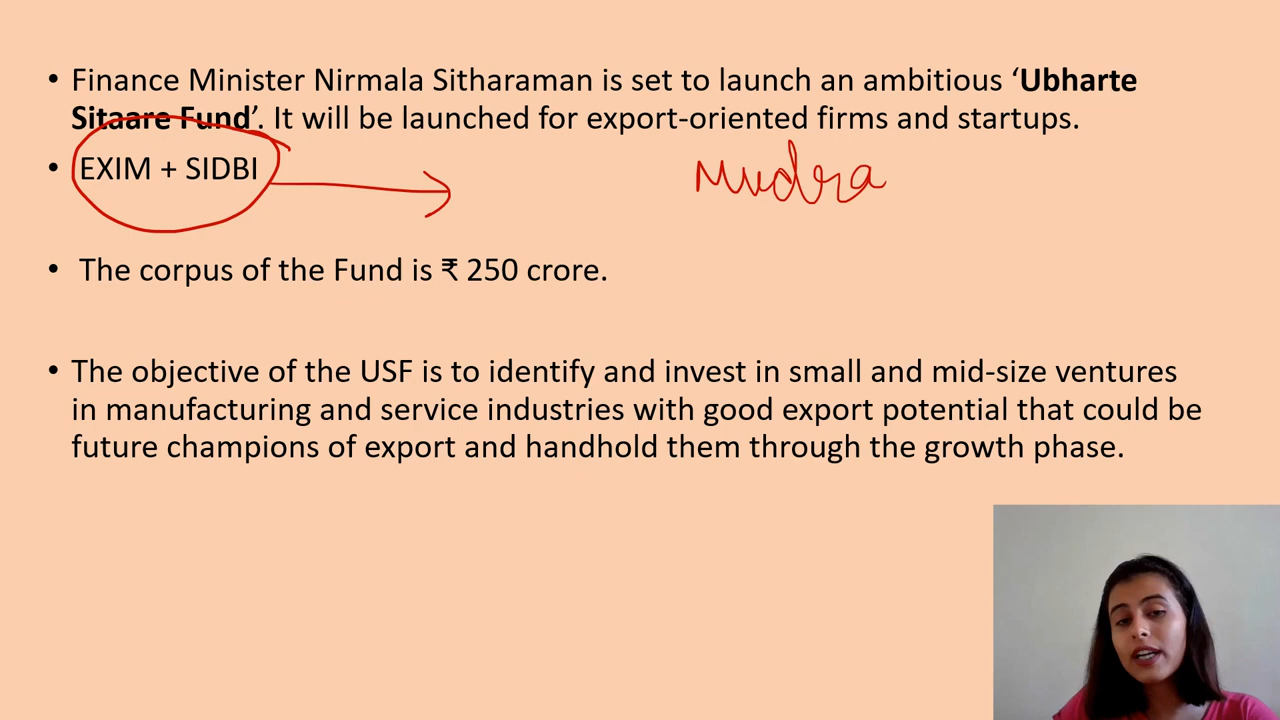 • Finance Minister Nirmala Sitharaman is set to launch an ambitious ‘Ubharte
Sitaare Fund’. It will be launched for export-oriented firms and startups.
• EXIM + SIDBI
Mudra
• The corpus of the Fund is ₹ 250 crore.
• The objective of the USF is to identify and invest in small and mid-size ventures
in manufacturing and service industries with good export potential that could be
future champions of export and handhold them through the growth phase.